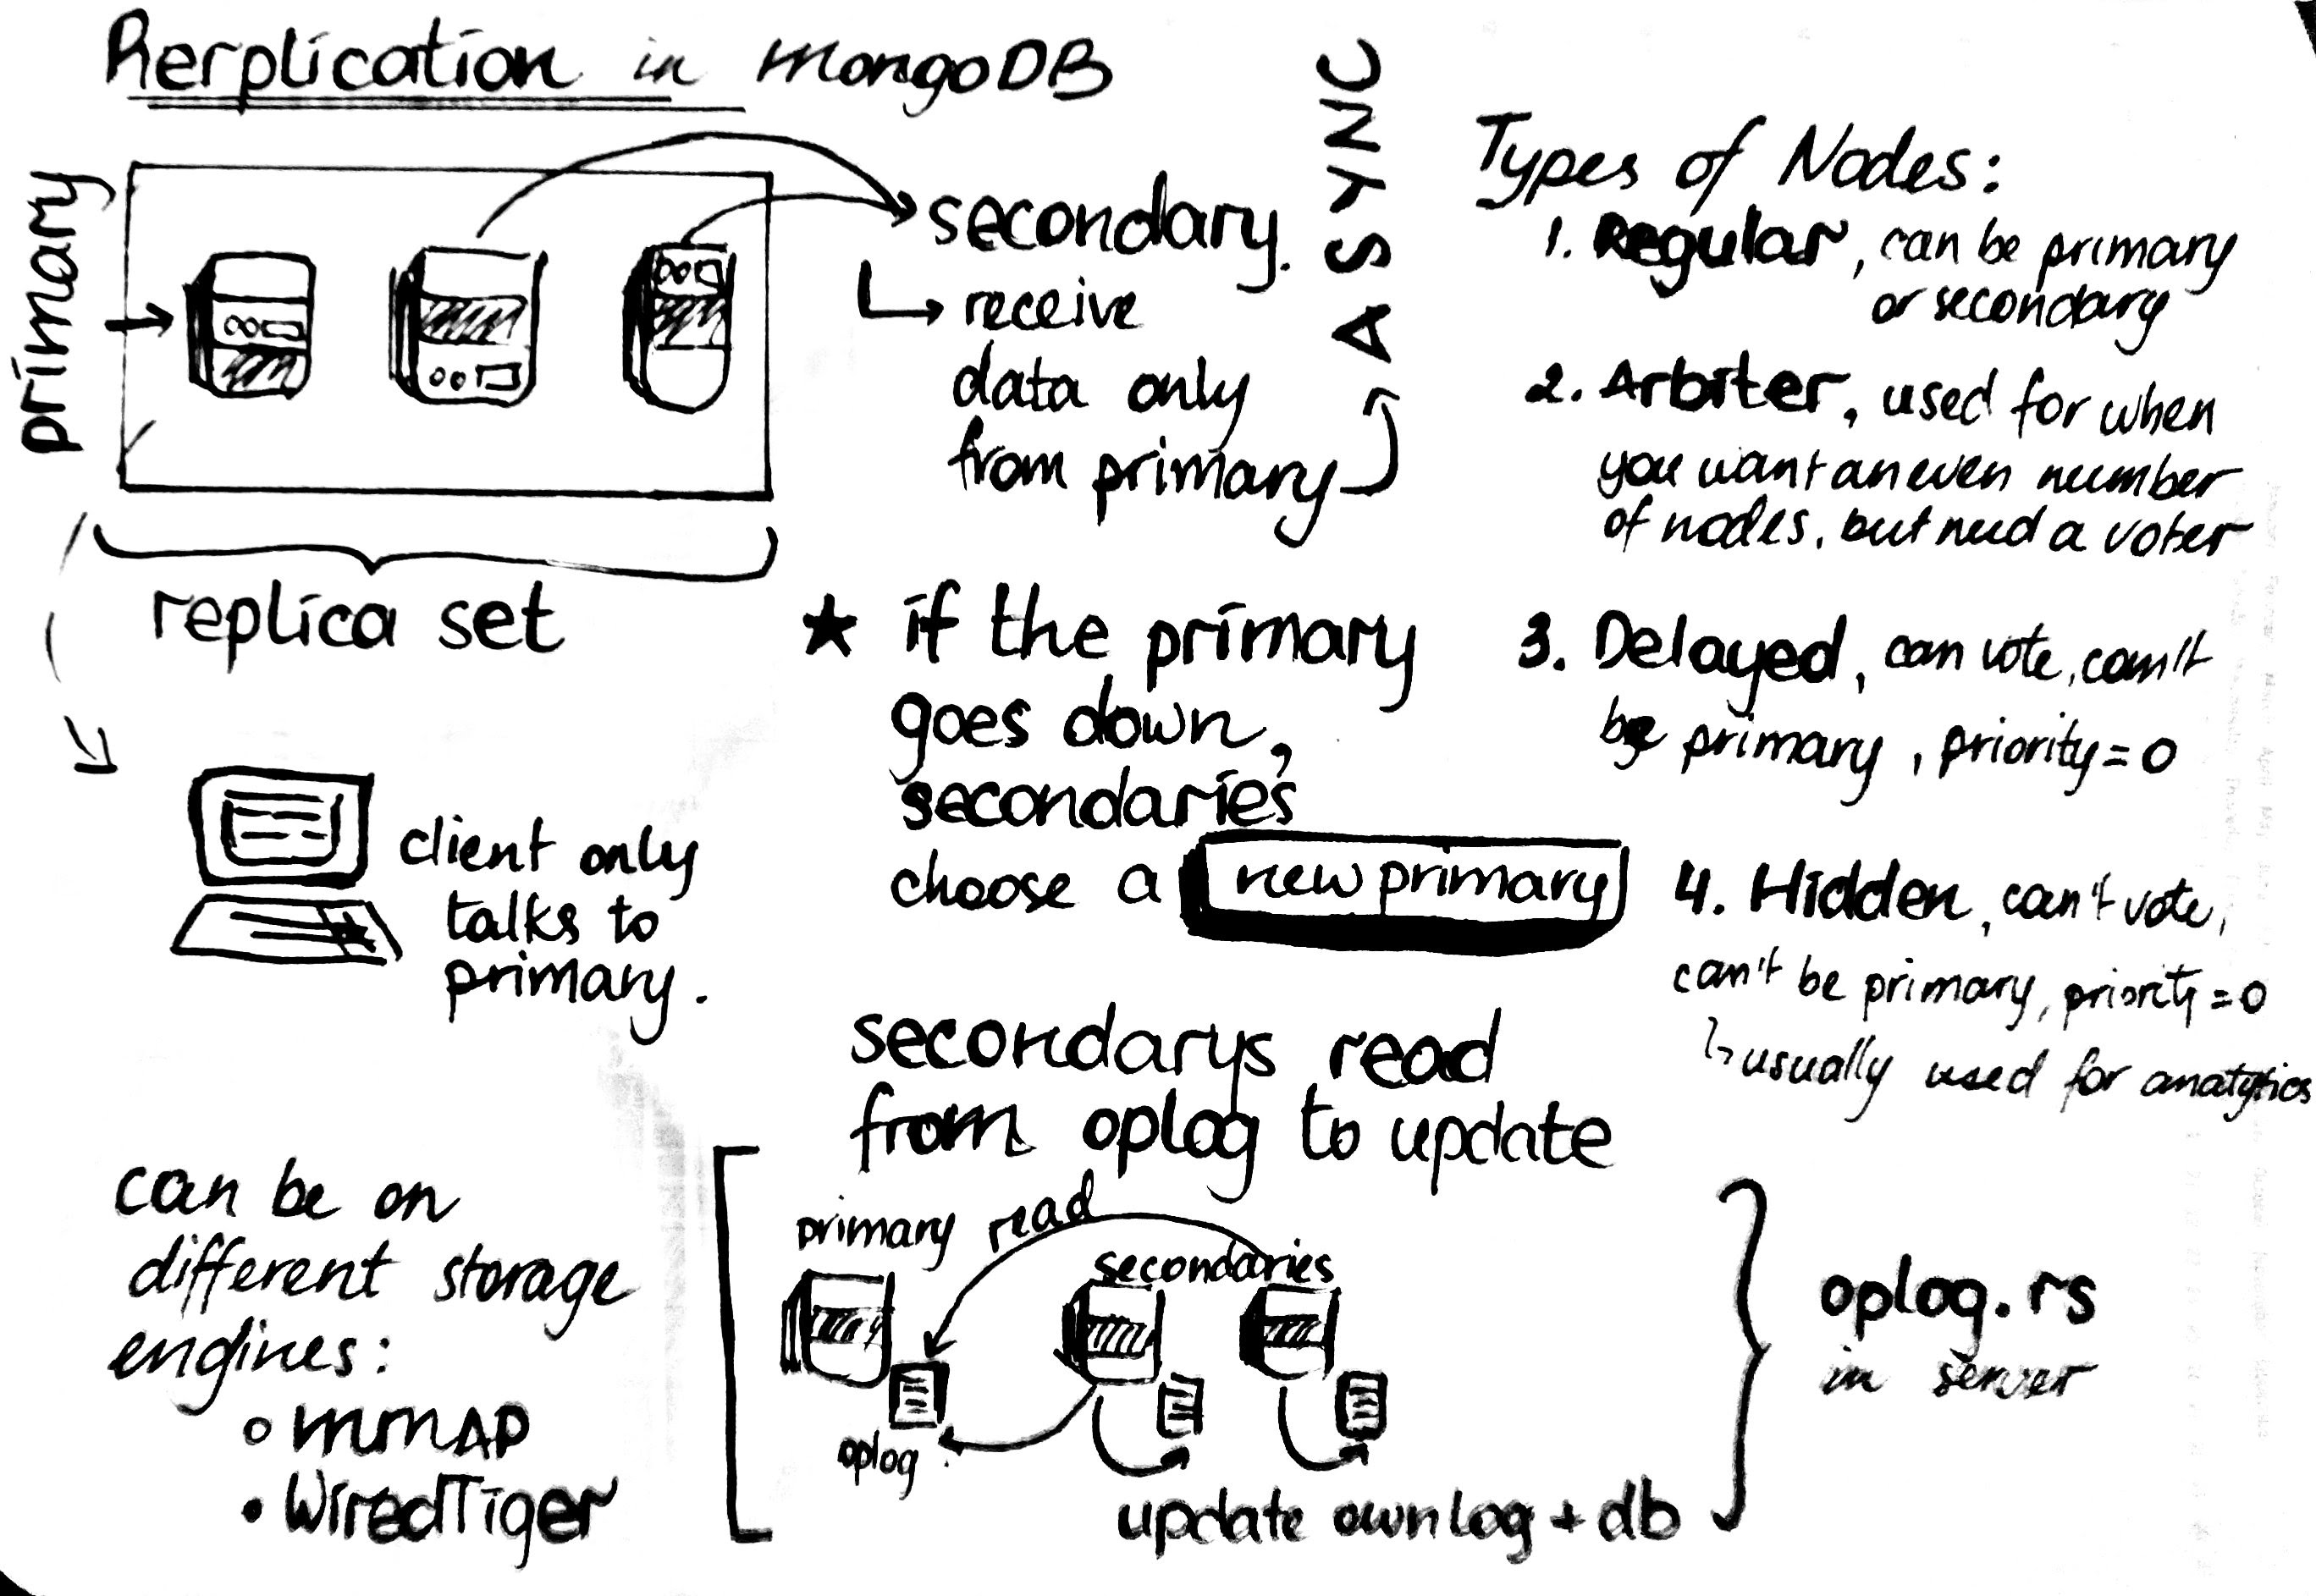 Rerplication in MongoDB
primary
secondary.
receive
data only
from primary
ASYNC
replica set
client only
talks to
primary.
★ if the primary
goes down,
secondaries
choose a new primary
Types of Nodes:
1. Regular, can be primary
or secondary
2. Arbiter, used for when
you want an even number
of nodes, but need a voter
3. Delayed, can vote, can't
be primary, priority=0
4. Hidden, can't vote,
can't be primary, priority=0
usually used for analytics
can be on
different storage
engines:
○ MMAP
• WiredTiger
secondarys read
from oplog to update
primary read
secondaries
oplog
update own log + db
oplog.rs
in server